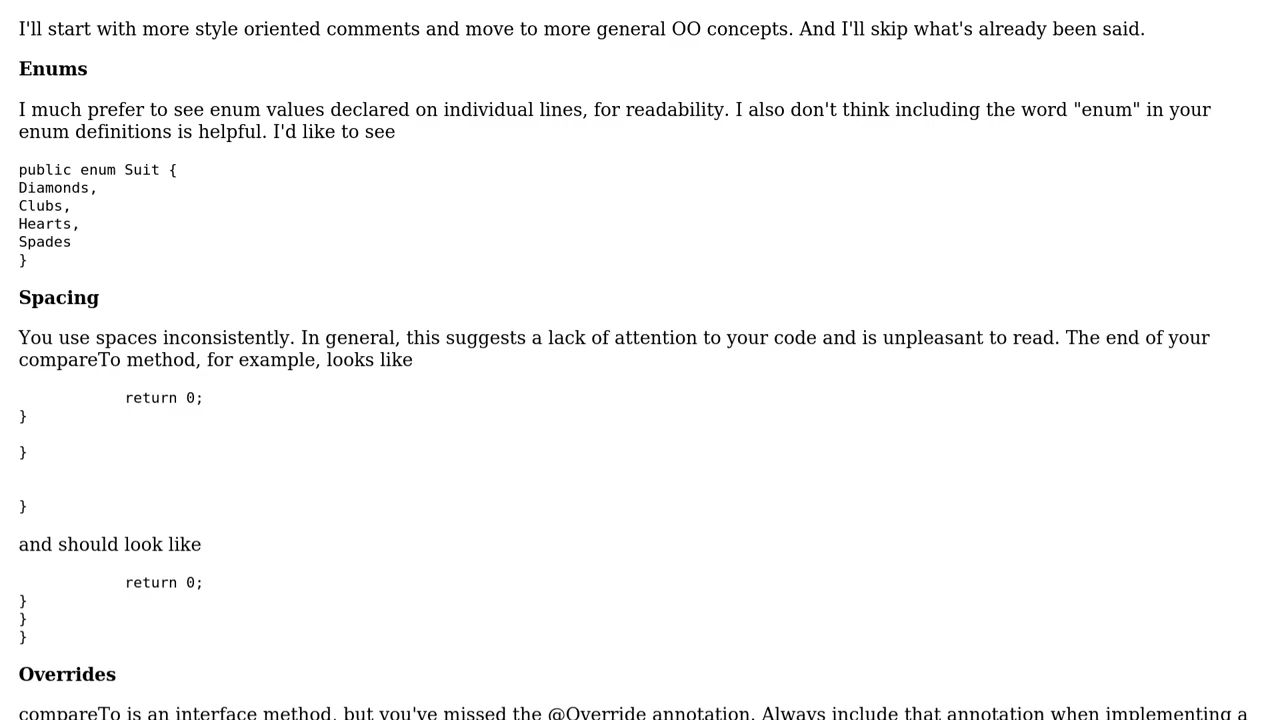 I'll start with more style oriented comments and move to more general OO concepts. And I'll skip what's already been said.
Enums
I much prefer to see enum values declared on individual lines, for readability. I also don't think including the word "enum" in your
enum definitions is helpful. I'd like to see
public enum Suit {
Diamonds,
Clubs,
Hearts,
Spades
}
Spacing
You use spaces inconsistently. In general, this suggests a lack of attention to your code and is unpleasant to read. The end of your
compareTo method, for example, looks like
            return 0;
}
}
}
and should look like
            return 0;
}
}
}
Overrides
compareTo is an interface method, but you've missed the @Override annotation. Always include that annotation when implementing a